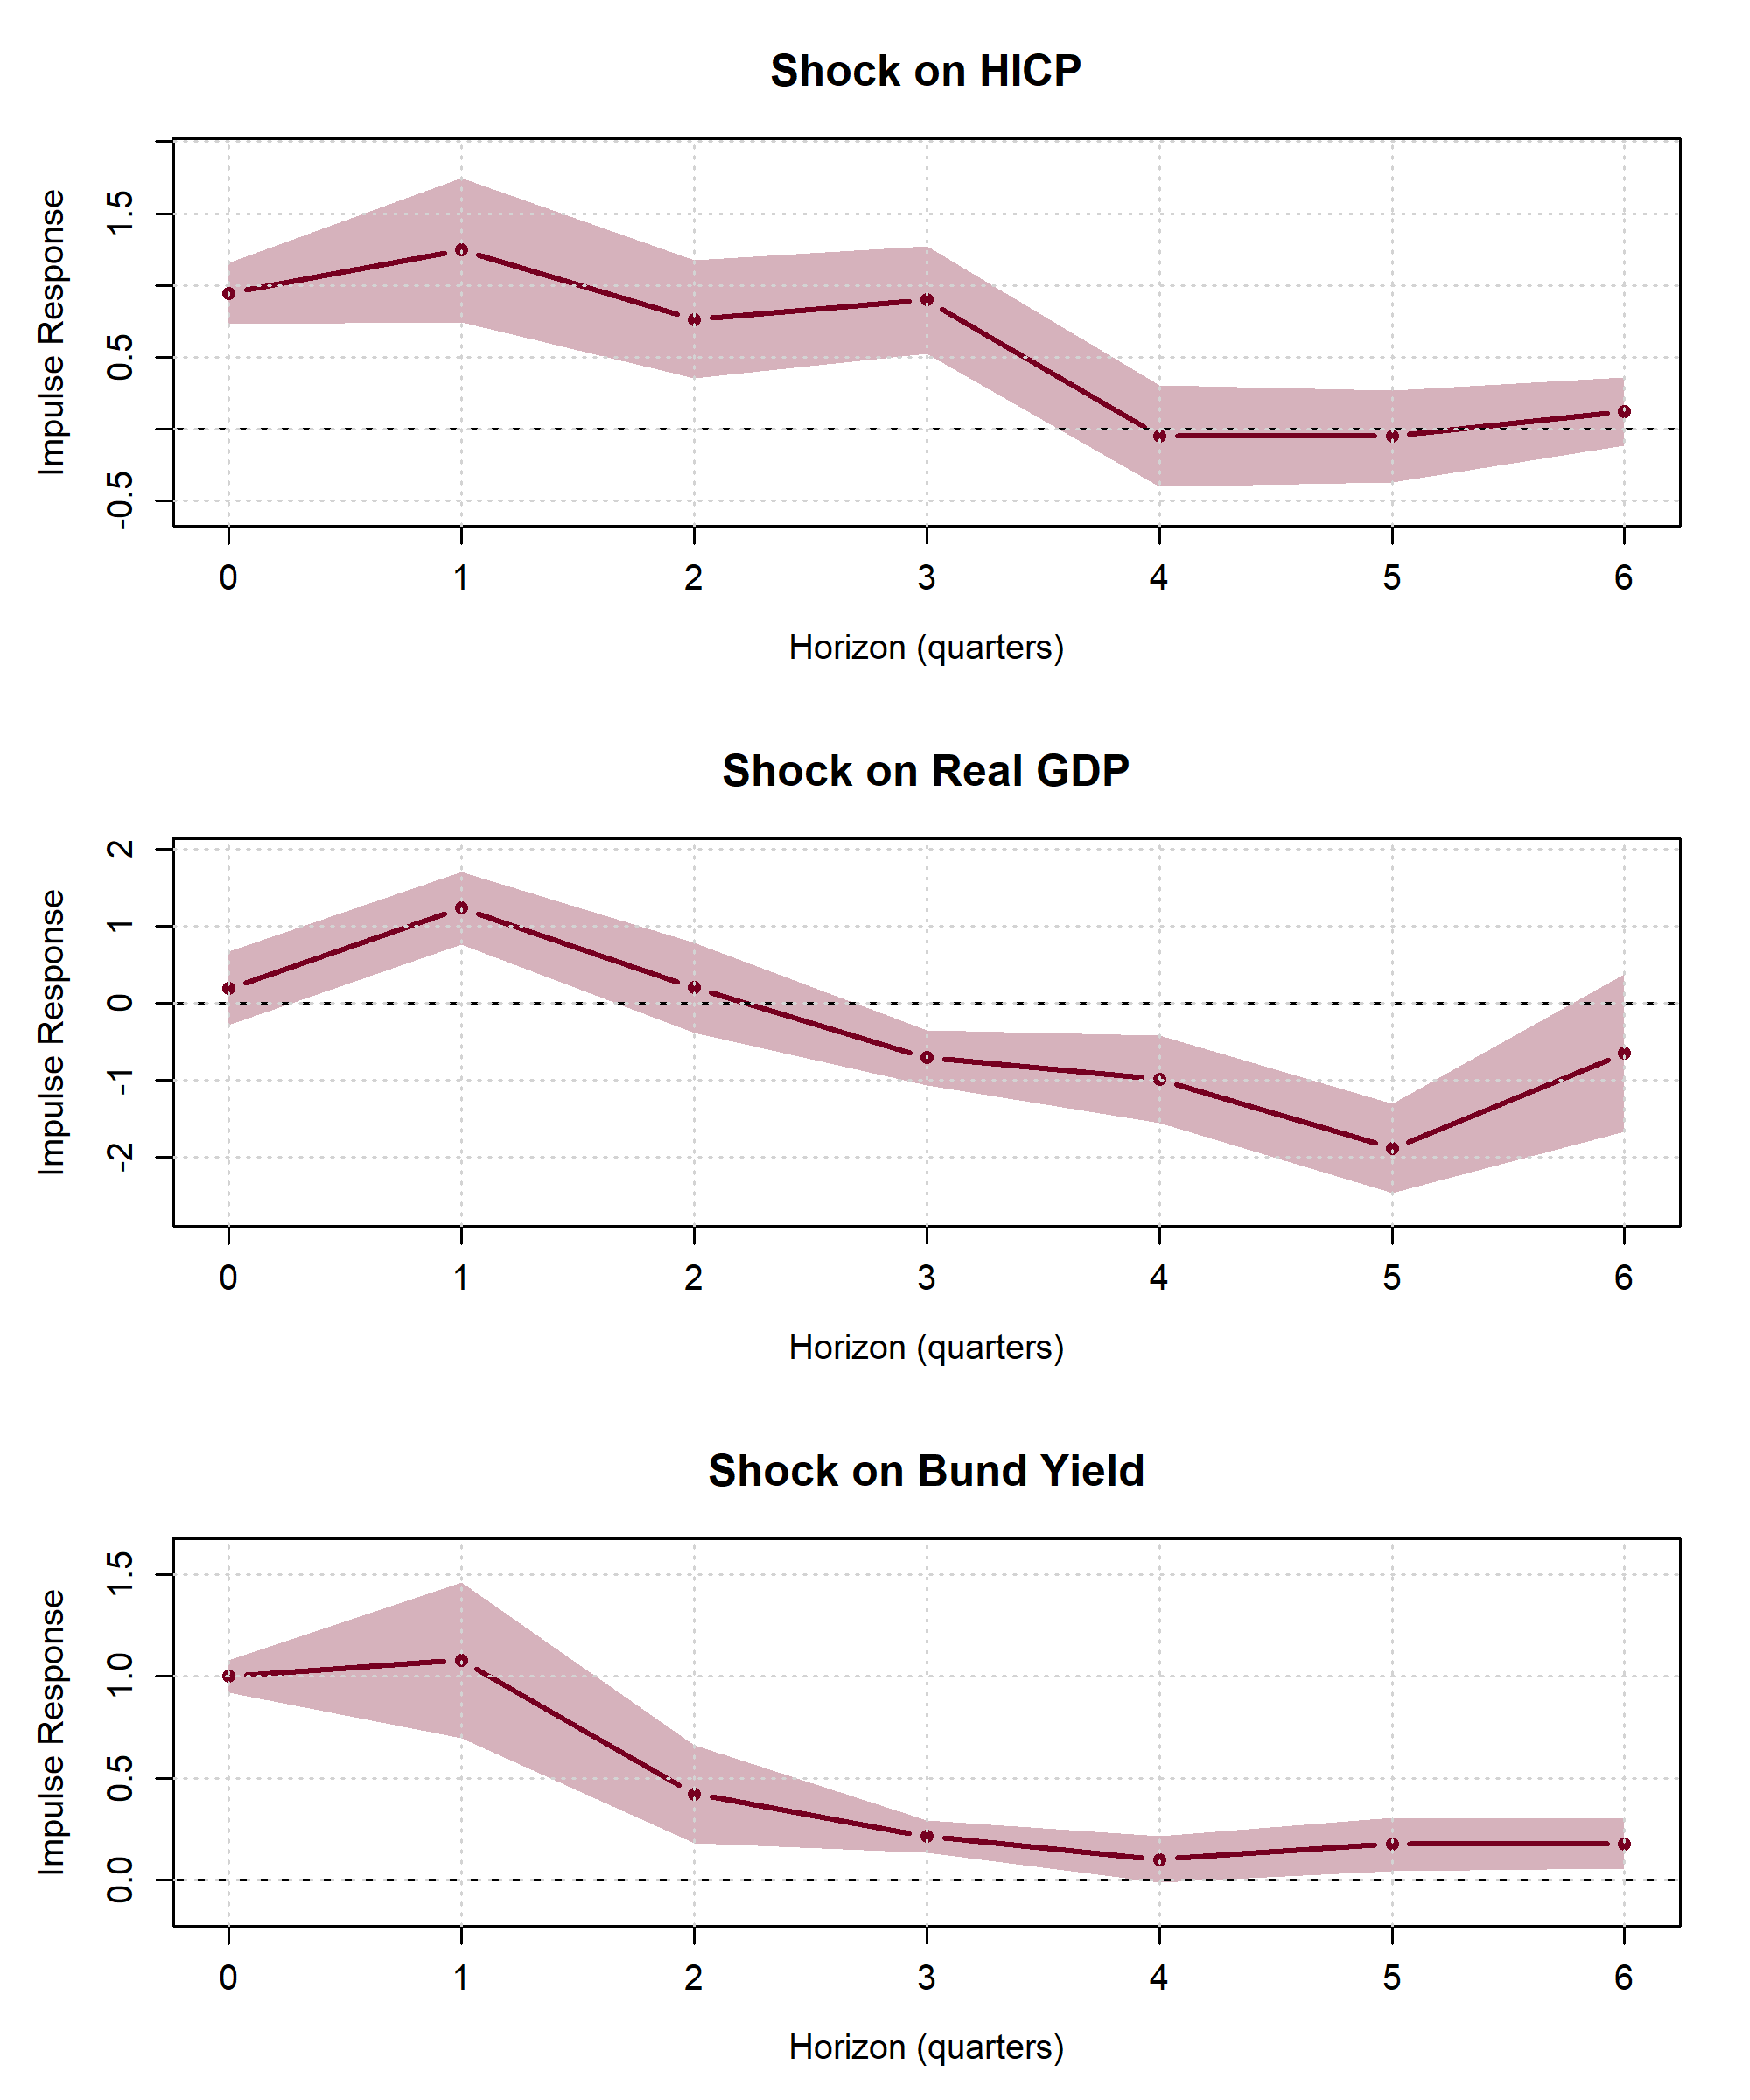 Shock on HICP
Impulse Response
1.5
0.5
-0.5
0 1 2 3 4 5 6
Horizon (quarters)
Shock on Real GDP
Impulse Response
2
1
0
-1
-2
0 1 2 3 4 5 6
Horizon (quarters)
Shock on Bund Yield
Impulse Response
1.5
1.0
0.5
0.0
0 1 2 3 4 5 6
Horizon (quarters)